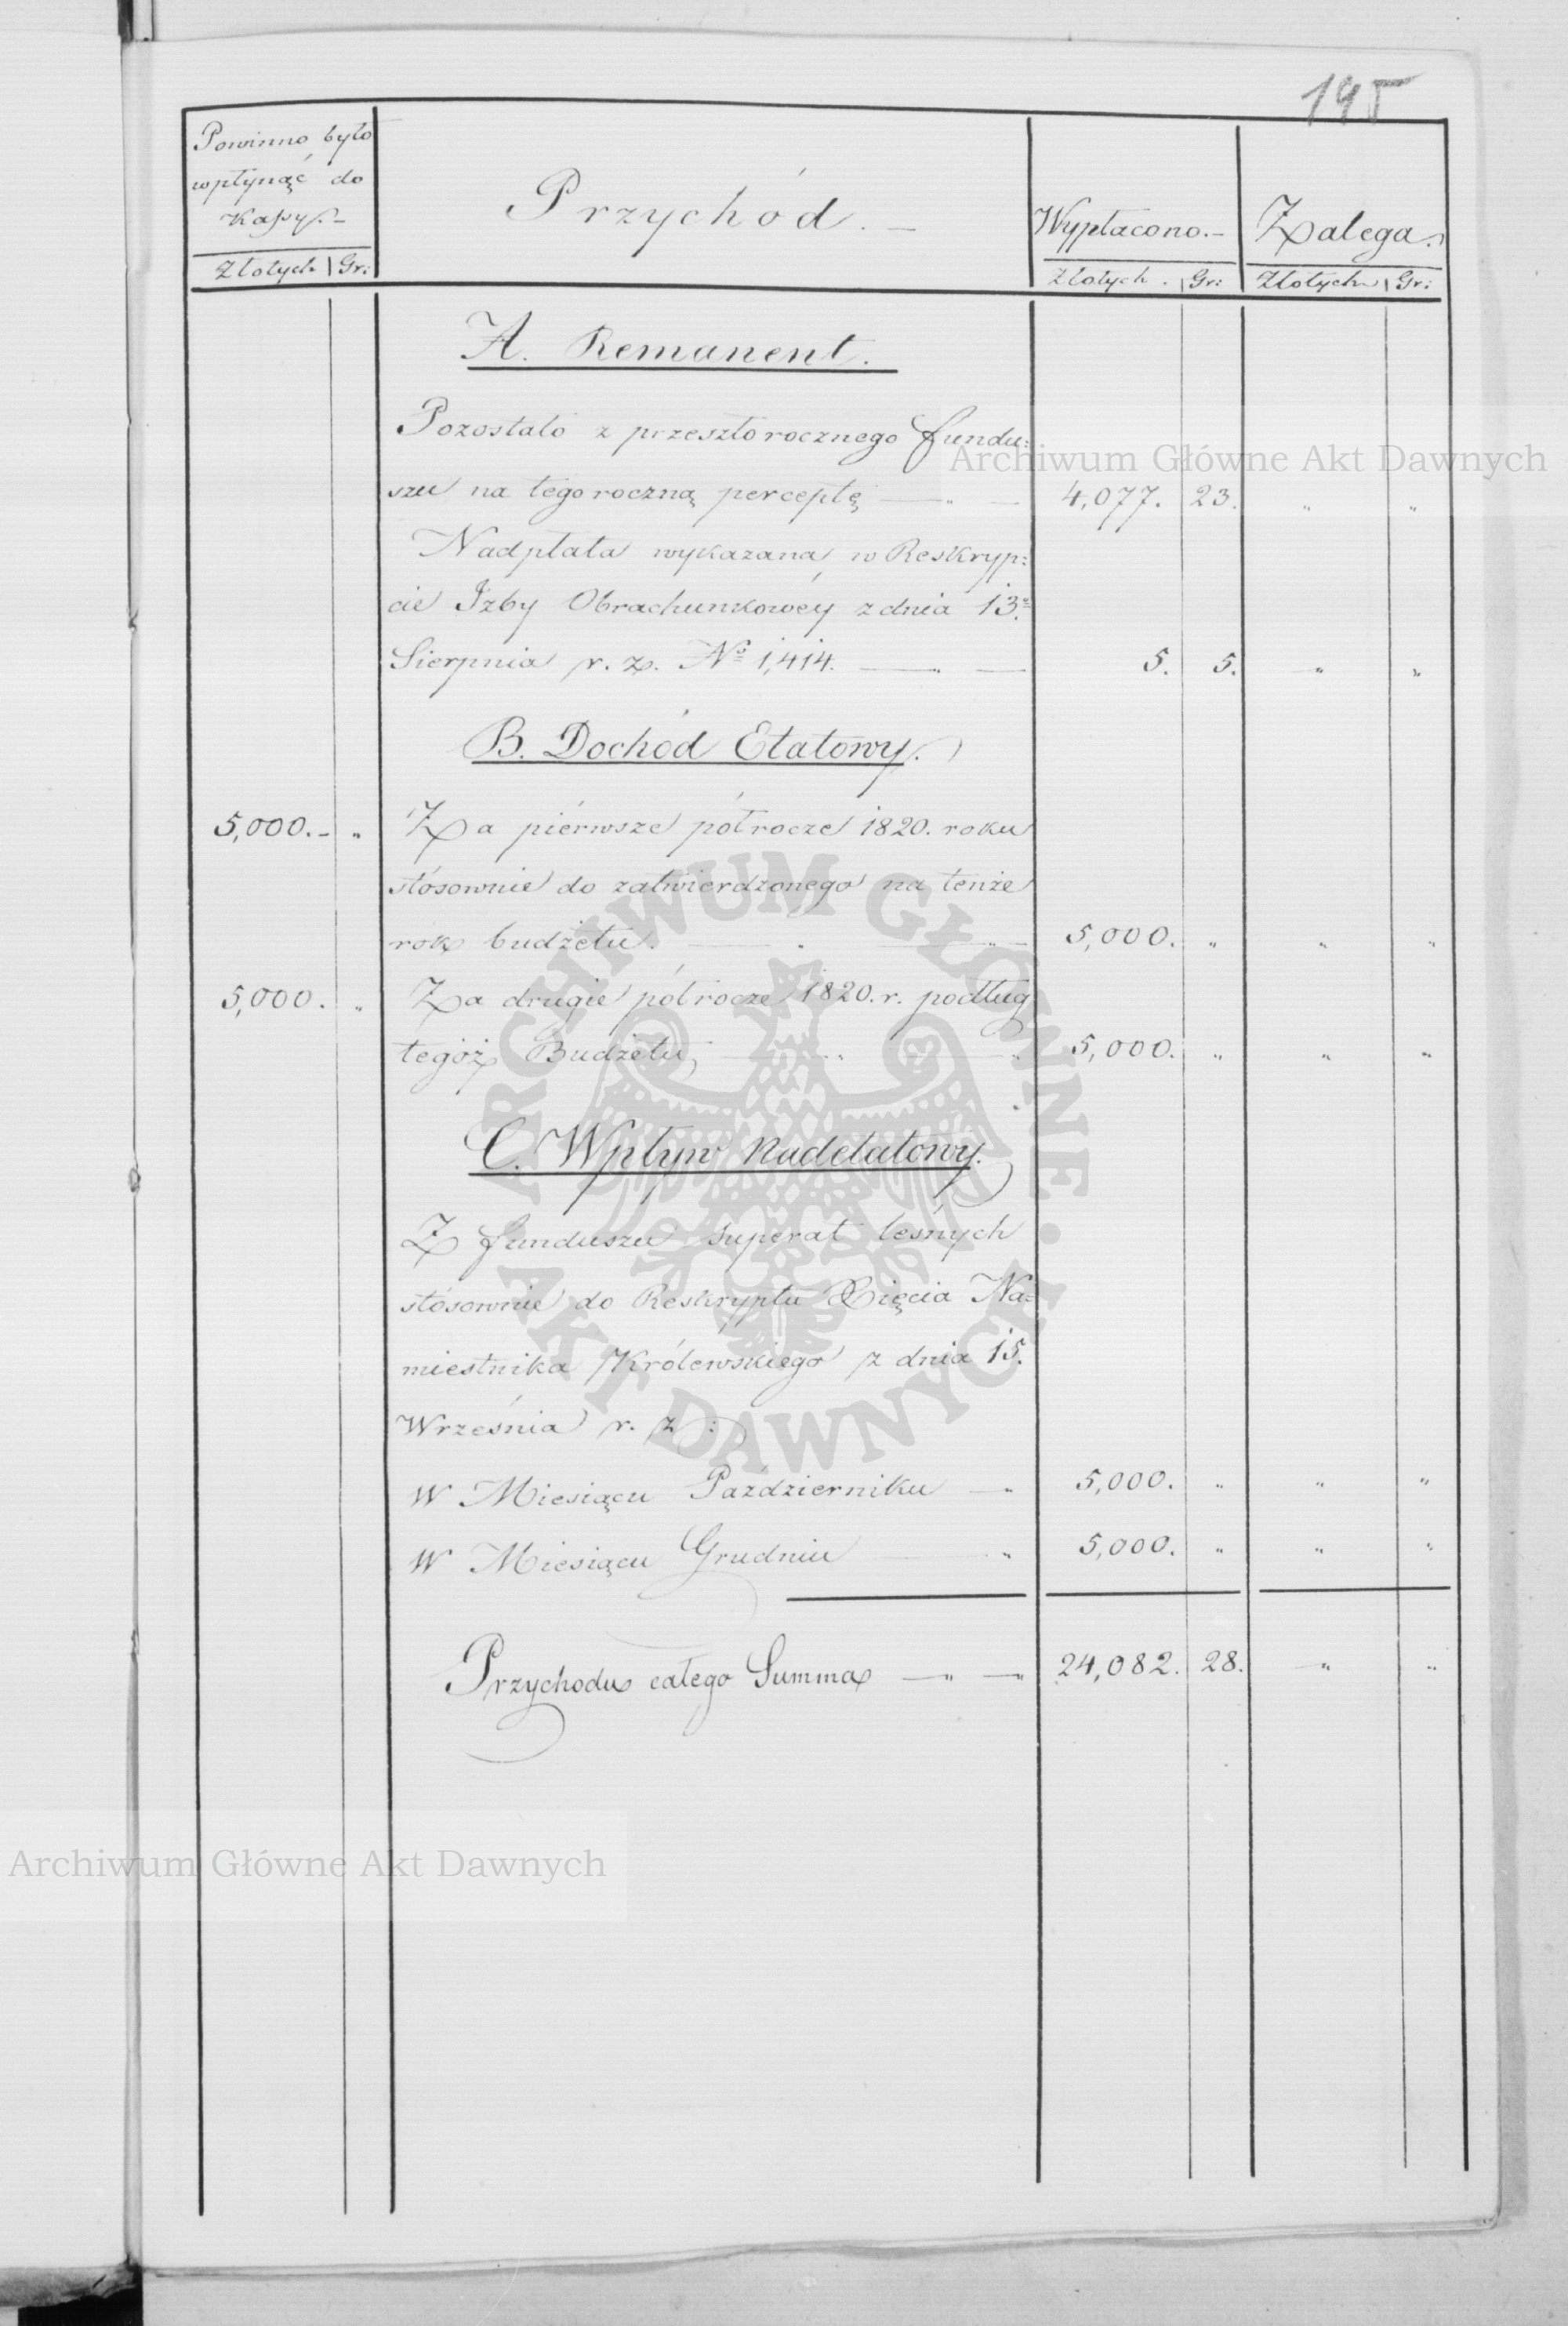 195
Powinno było
wpłynąć do
Kassy.-
Złotych Gr:
Przychód. -
Wypłacono.-
Złotych. Gr:
Zalega.
Złotych Gr:
A. Remanent.
Pozostało z przeszłorocznego fundu:
szu na tegoroczną perceptę — „ — 4,077. 23. „ „
Nadpłata wykazana w Reskryp:
cie Izby Obrachunkowéy z dnia 13.
Sierpnia r. z. No 1,414. — „ — 5. 5. „ „
B. Dochód Etatowy.
5,000.- „ Za piérwsze półrocze 1820. roku
stósownie do zatwierdzonego na tenże
rok budżetu. — „ — 5,000. „ „ „
5,000. „ Za drugie półrocze 1820. r. podług
tegóż Budżetu, „ „ 5,000. „ „ „
C. Wpływ Nadetatowy.
Z funduszu superat leśnych
stósownie do Reskryptu Xięcia Na:
miestnika Królewskiego z dnia 15.
Września r. z:
W Miesiącu Październiku — „ 5,000. „ „ „
W Miesiącu Grudniu — „ 5,000. „ „ „
Przychodu całego Summa — „ — „ 24,082. 28. „ „
Archiwum Główne Akt Dawnych
ARCHIWUM GŁÓWNE · AKT DAWNYCH
Archiwum Główne Akt Dawnych